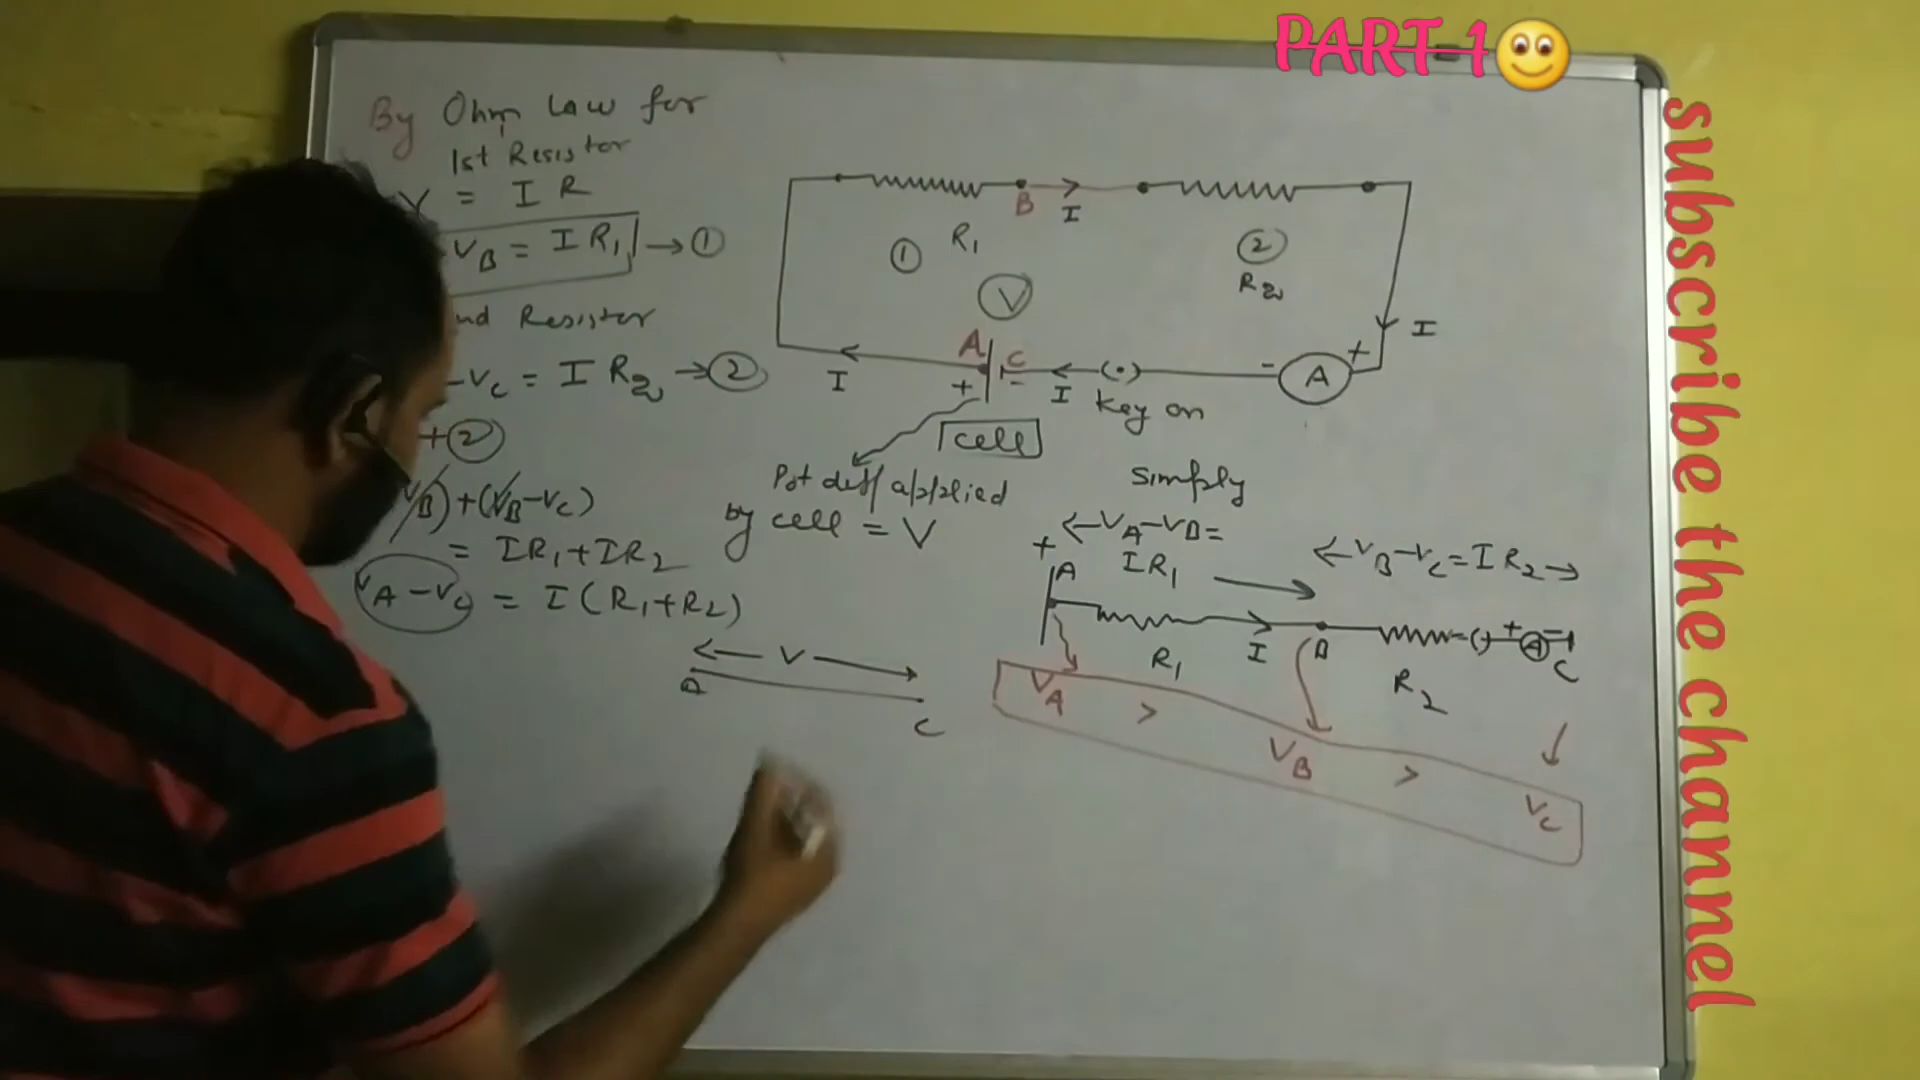 PART 1
subscribe the channel
By Ohm Law for
1st Resistor
V = I R
VB = I R1 → ①
nd Resistor
-Vc = I R2 → ②
+ ②
B) + (VB-Vc)
= IR1+IR2
VA - Vc = I (R1+R2)
← V →
A
C
B
I
R1
①
②
R2
V
A
C
+
-
I
I
Key on
-
A
+
I
cell
Pot diff applied
by cell = V
Simply
← VA-VB=
IR1
← VB-Vc=IR2 →
+
A
R1
I
B
R2
+
A
-
C
VA > VB > Vc